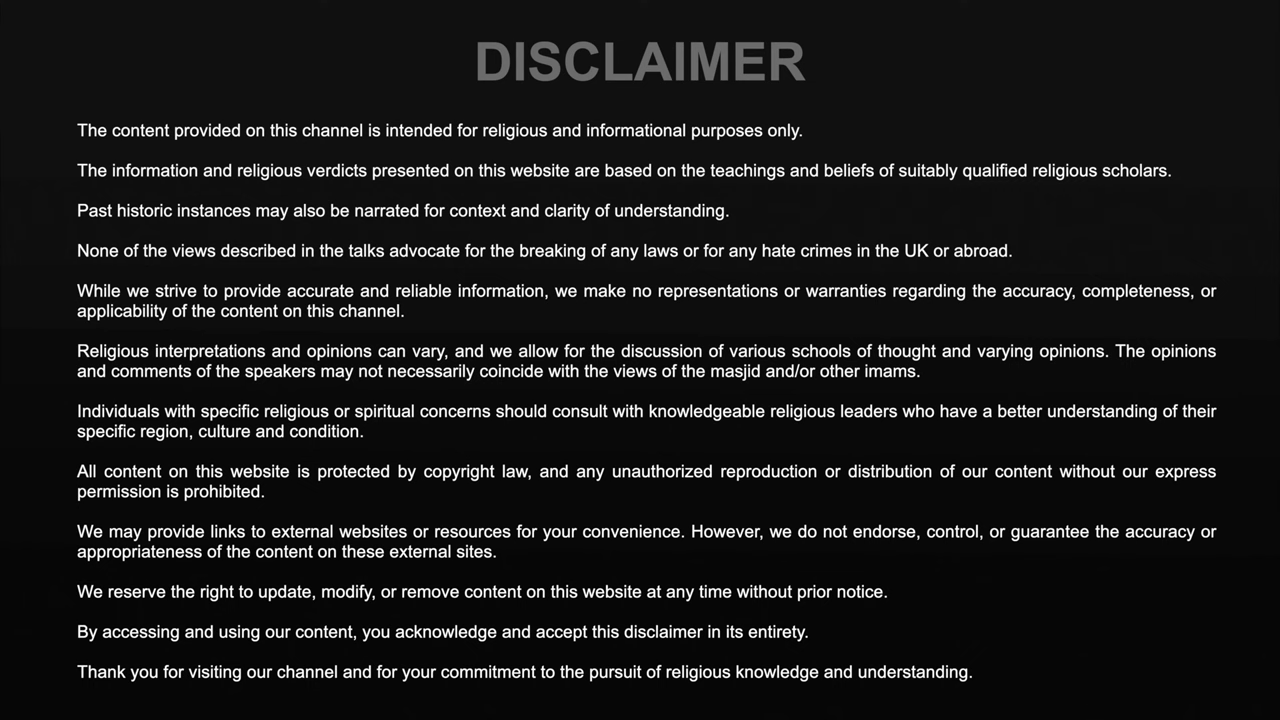 DISCLAIMER
The content provided on this channel is intended for religious and informational purposes only.
The information and religious verdicts presented on this website are based on the teachings and beliefs of suitably qualified religious scholars.
Past historic instances may also be narrated for context and clarity of understanding.
None of the views described in the talks advocate for the breaking of any laws or for any hate crimes in the UK or abroad.
While we strive to provide accurate and reliable information, we make no representations or warranties regarding the accuracy, completeness, or
applicability of the content on this channel.
Religious interpretations and opinions can vary, and we allow for the discussion of various schools of thought and varying opinions. The opinions
and comments of the speakers may not necessarily coincide with the views of the masjid and/or other imams.
Individuals with specific religious or spiritual concerns should consult with knowledgeable religious leaders who have a better understanding of their
specific region, culture and condition.
All content on this website is protected by copyright law, and any unauthorized reproduction or distribution of our content without our express
permission is prohibited.
We may provide links to external websites or resources for your convenience. However, we do not endorse, control, or guarantee the accuracy or
appropriateness of the content on these external sites.
We reserve the right to update, modify, or remove content on this website at any time without prior notice.
By accessing and using our content, you acknowledge and accept this disclaimer in its entirety.
Thank you for visiting our channel and for your commitment to the pursuit of religious knowledge and understanding.